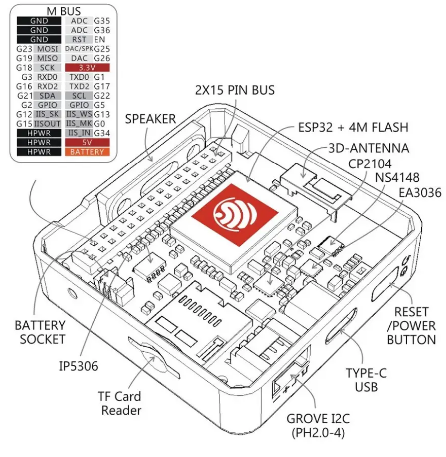 M BUS
GND ADC G35
GND ADC G36
GND RST EN
G23 MOSI DAC/SPK G25
G19 MISO DAC G26
G18 SCK 3.3V
G3 RXD0 TXD0 G1
G16 RXD2 TXD2 G17
G21 SDA SCL G22
G2 GPIO GPIO G5
G12 IIS_SK IIS_WS G13
G15 IISOUT IIS_MK G0
HPWR IIS_IN G34
HPWR 5V
HPWR BATTERY
2X15 PIN BUS
SPEAKER
ESP32 + 4M FLASH
3D-ANTENNA
CP2104
NS4148
EA3036
BATTERY
SOCKET
IP5306
TF Card
Reader
RESET
/POWER
BUTTON
TYPE-C
USB
GROVE I2C
(PH2.0-4)